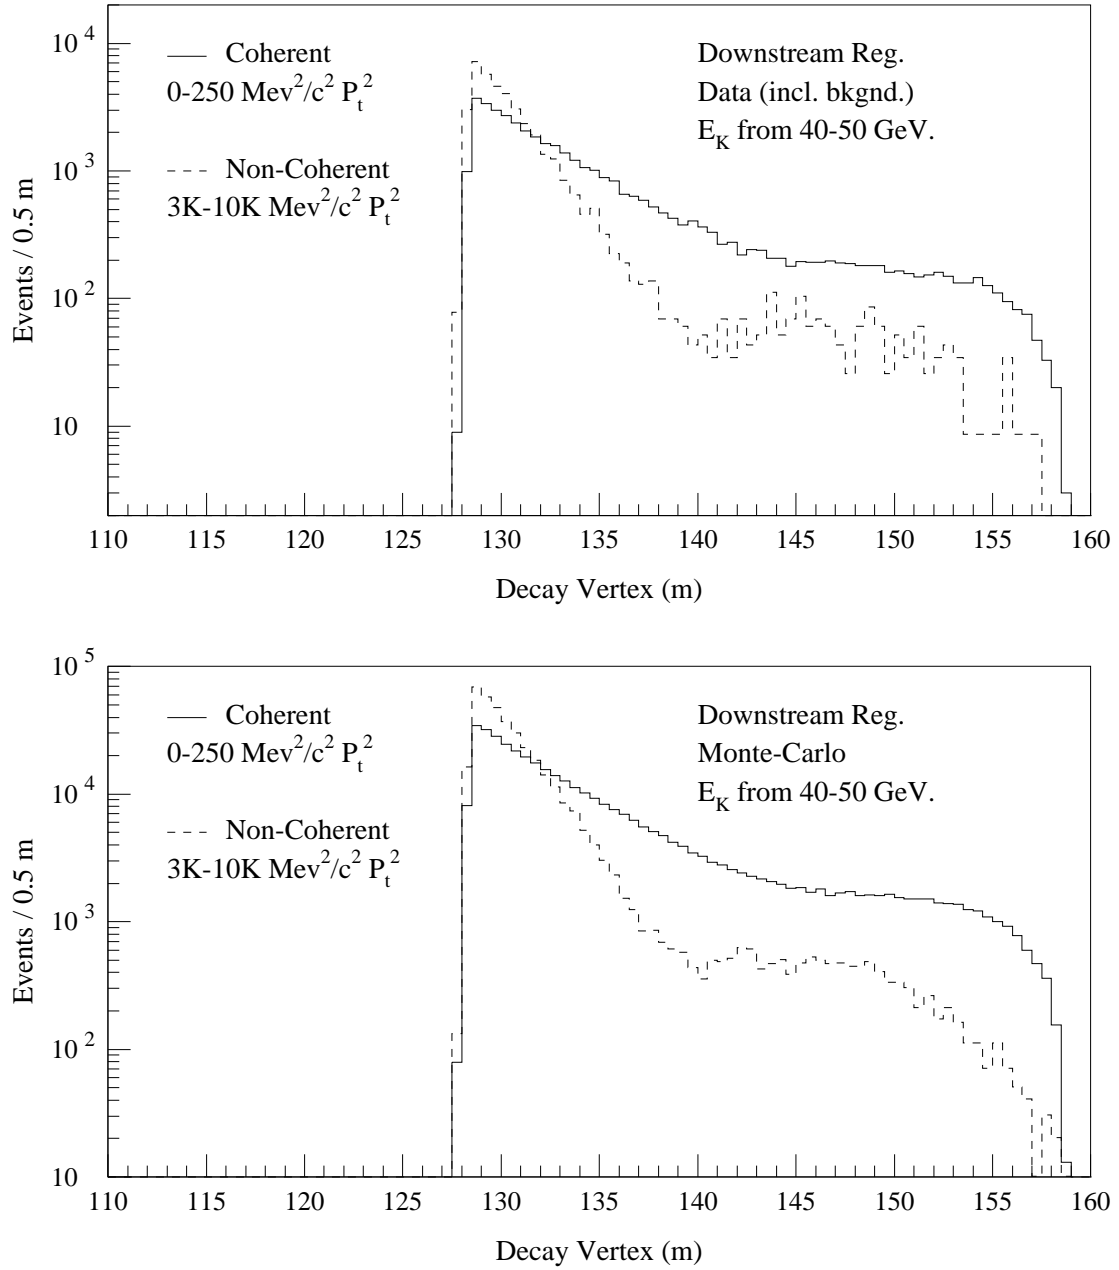 10^4
10^3
10^2
10
Events / 0.5 m
Coherent
0-250 Mev^2/c^2 P_t^2
Non-Coherent
3K-10K Mev^2/c^2 P_t^2
Downstream Reg.
Data (incl. bkgnd.)
E_K from 40-50 GeV.
110 115 120 125 130 135 140 145 150 155 160
Decay Vertex (m)
10^5
10^4
10^3
10^2
10
Events / 0.5 m
Coherent
0-250 Mev^2/c^2 P_t^2
Non-Coherent
3K-10K Mev^2/c^2 P_t^2
Downstream Reg.
Monte-Carlo
E_K from 40-50 GeV.
110 115 120 125 130 135 140 145 150 155 160
Decay Vertex (m)